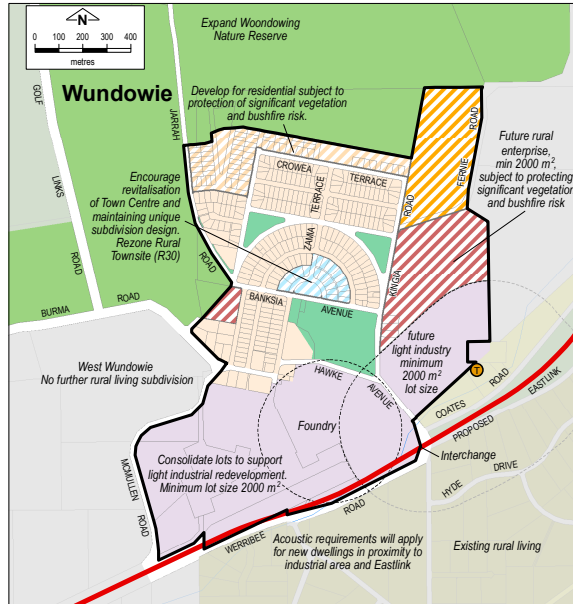 N
0 100 200 300 400
metres
Expand Woondowing
Nature Reserve
Wundowie
GOLF
LINKS
ROAD
JARRAH
ROAD
Develop for residential subject to
protection of significant vegetation
and bushfire risk.
Encourage
revitalisation
of Town Centre and
maintaining unique
subdivision design.
Rezone Rural
Townsite (R30)
CROWEA
TERRACE
TERRACE
ZAMIA
ROAD
KINGIA
FERNIE
ROAD
Future rural
enterprise,
min 2000 m²,
subject to protecting
significant vegetation
and bushfire risk
BANKSIA
AVENUE
BURMA
ROAD
West Wundowie
No further rural living subdivision
HAWKE
AVENUE
future
light industry
minimum
2000 m²
lot size
T
COATES
ROAD
PROPOSED
EASTLINK
Foundry
Interchange
Consolidate lots to support
light industrial redevelopment.
Minimum lot size 2000 m²
MCMULLEN
ROAD
WERRIBEE
ROAD
HYDE
DRIVE
Acoustic requirements will apply
for new dwellings in proximity to
industrial area and Eastlink
Existing rural living